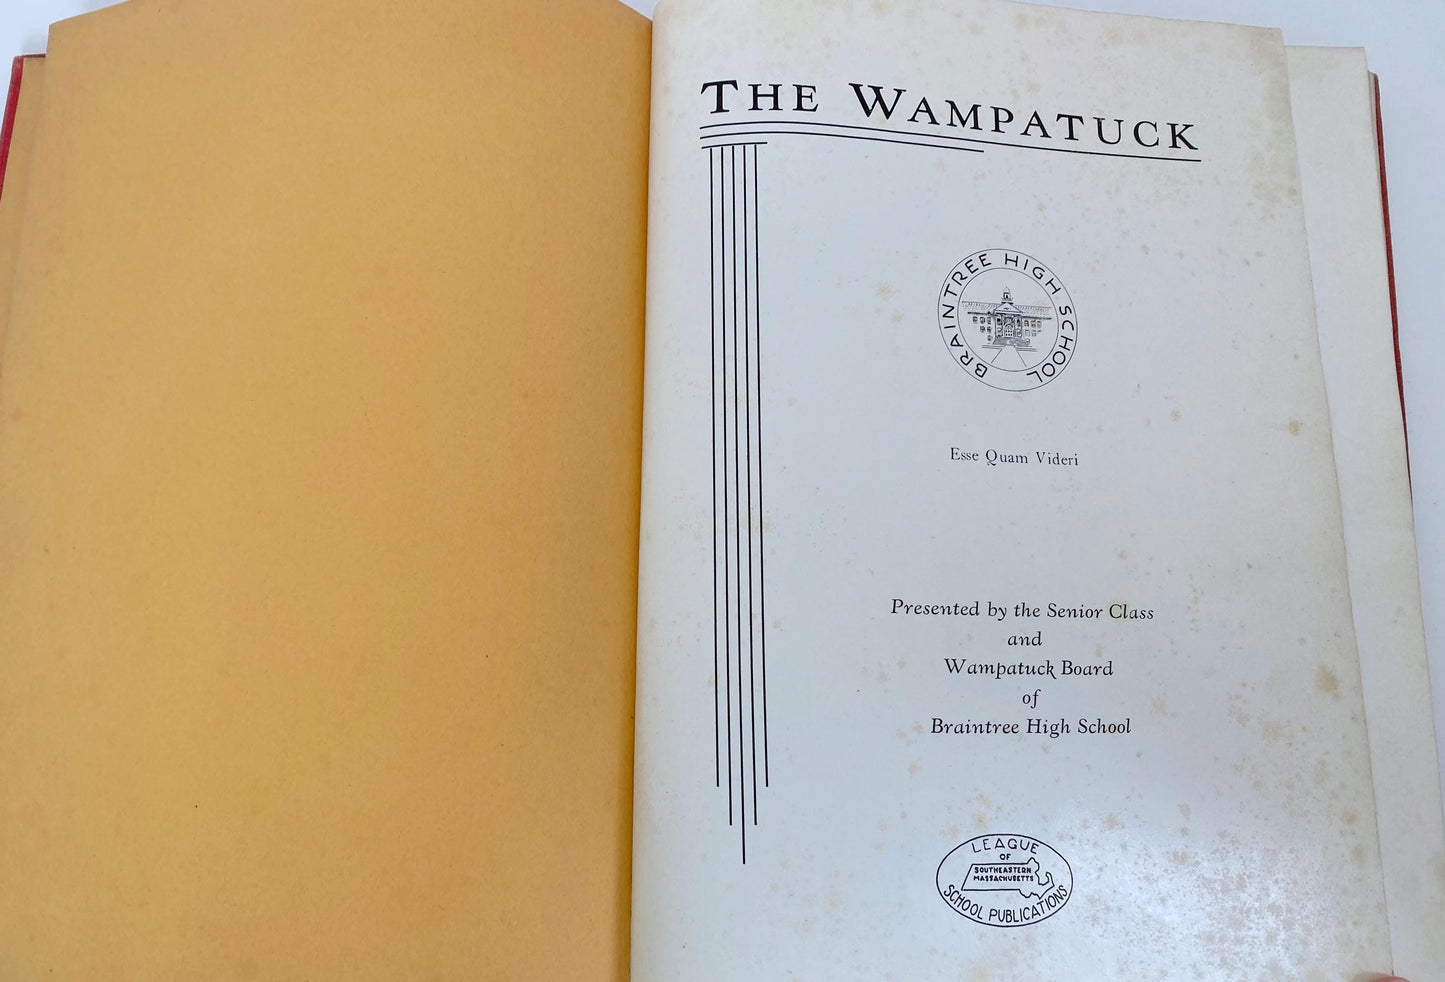 THE WAMPATUCK
BRAINTREE HIGH SCHOOL
Esse Quam Videri
Presented by the Senior Class
and
Wampatuck Board
of
Braintree High School
LEAGUE
OF
SOUTHEASTERN
MASSACHUSETTS
SCHOOL PUBLICATIONS